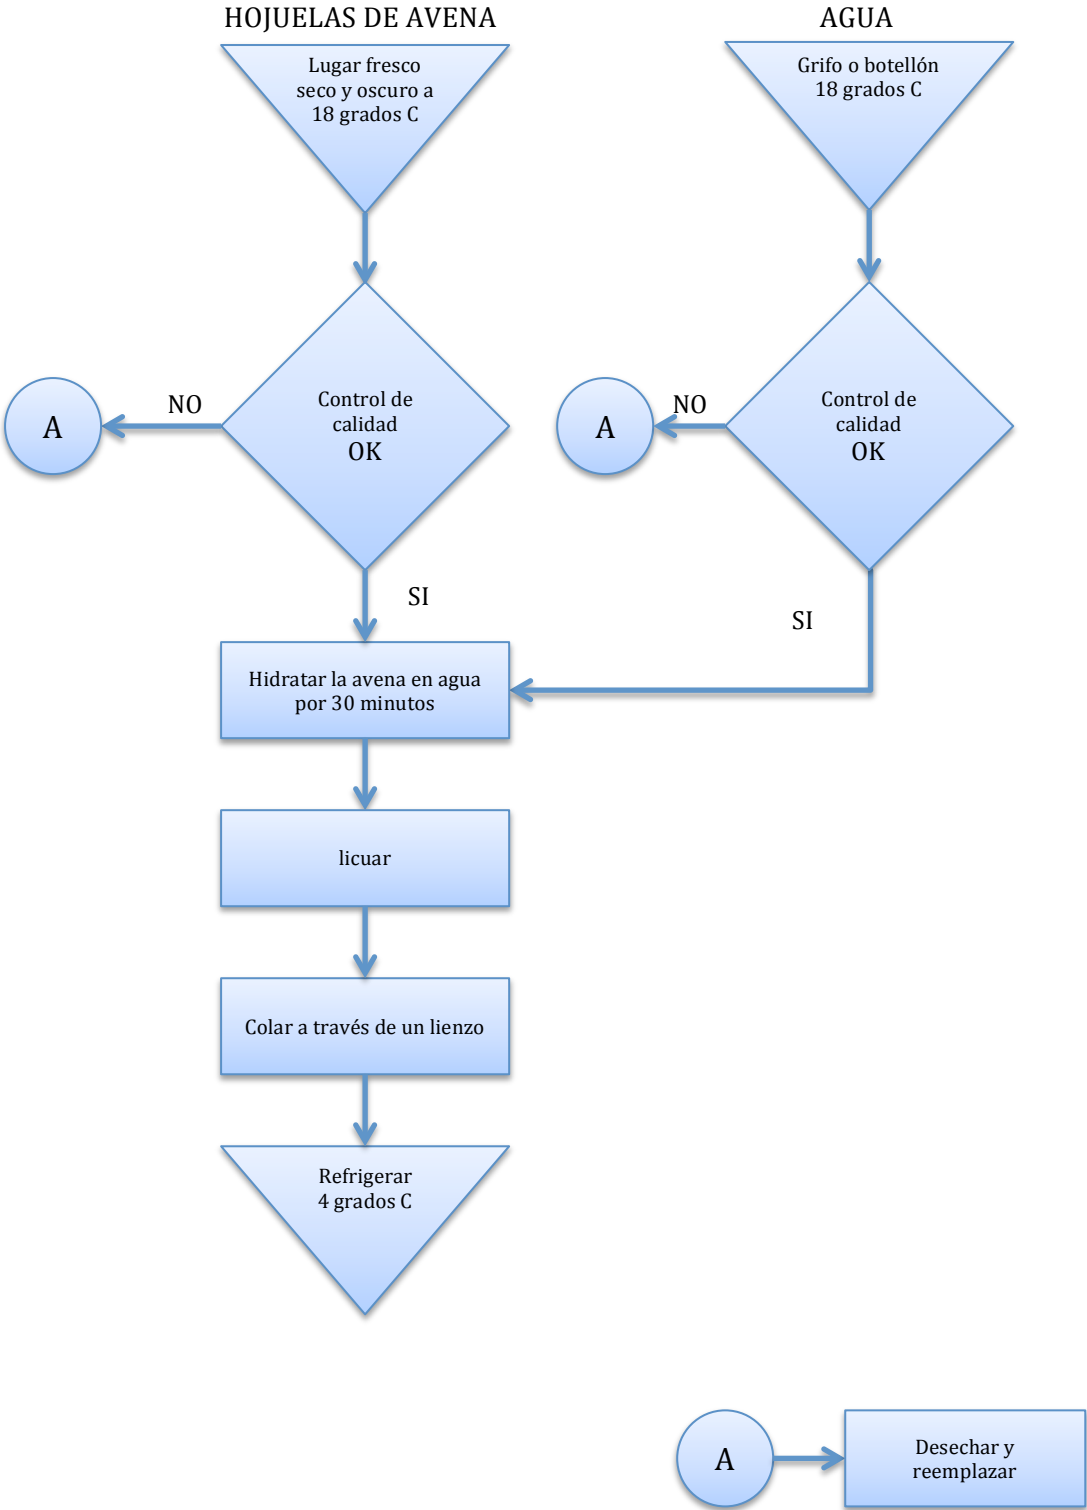 HOJUELAS DE AVENA
AGUA
Lugar fresco
seco y oscuro a
18 grados C
Grifo o botellón
18 grados C
A
NO
Control de
calidad
OK
A
NO
Control de
calidad
OK
SI
SI
Hidratar la avena en agua
por 30 minutos
licuar
Colar a través de un lienzo
Refrigerar
4 grados C
A
Desechar y
reemplazar